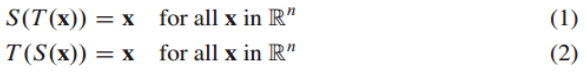 S(T(x)) = x for all x in ℝⁿ (1)
T(S(x)) = x for all x in ℝⁿ (2)